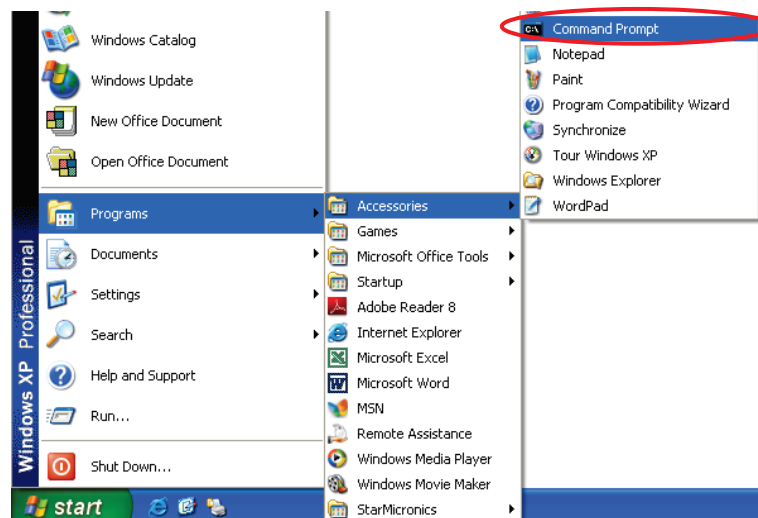 Windows Catalog
Windows Update
New Office Document
Open Office Document
Programs
Documents
Settings
Search
Help and Support
Run...
Shut Down...
Windows XP Professional
start
Accessories
Games
Microsoft Office Tools
Startup
Adobe Reader 8
Internet Explorer
Microsoft Excel
Microsoft Word
MSN
Remote Assistance
Windows Media Player
Windows Movie Maker
StarMicronics
C:\
Command Prompt
Notepad
Paint
Program Compatibility Wizard
Synchronize
Tour Windows XP
Windows Explorer
WordPad